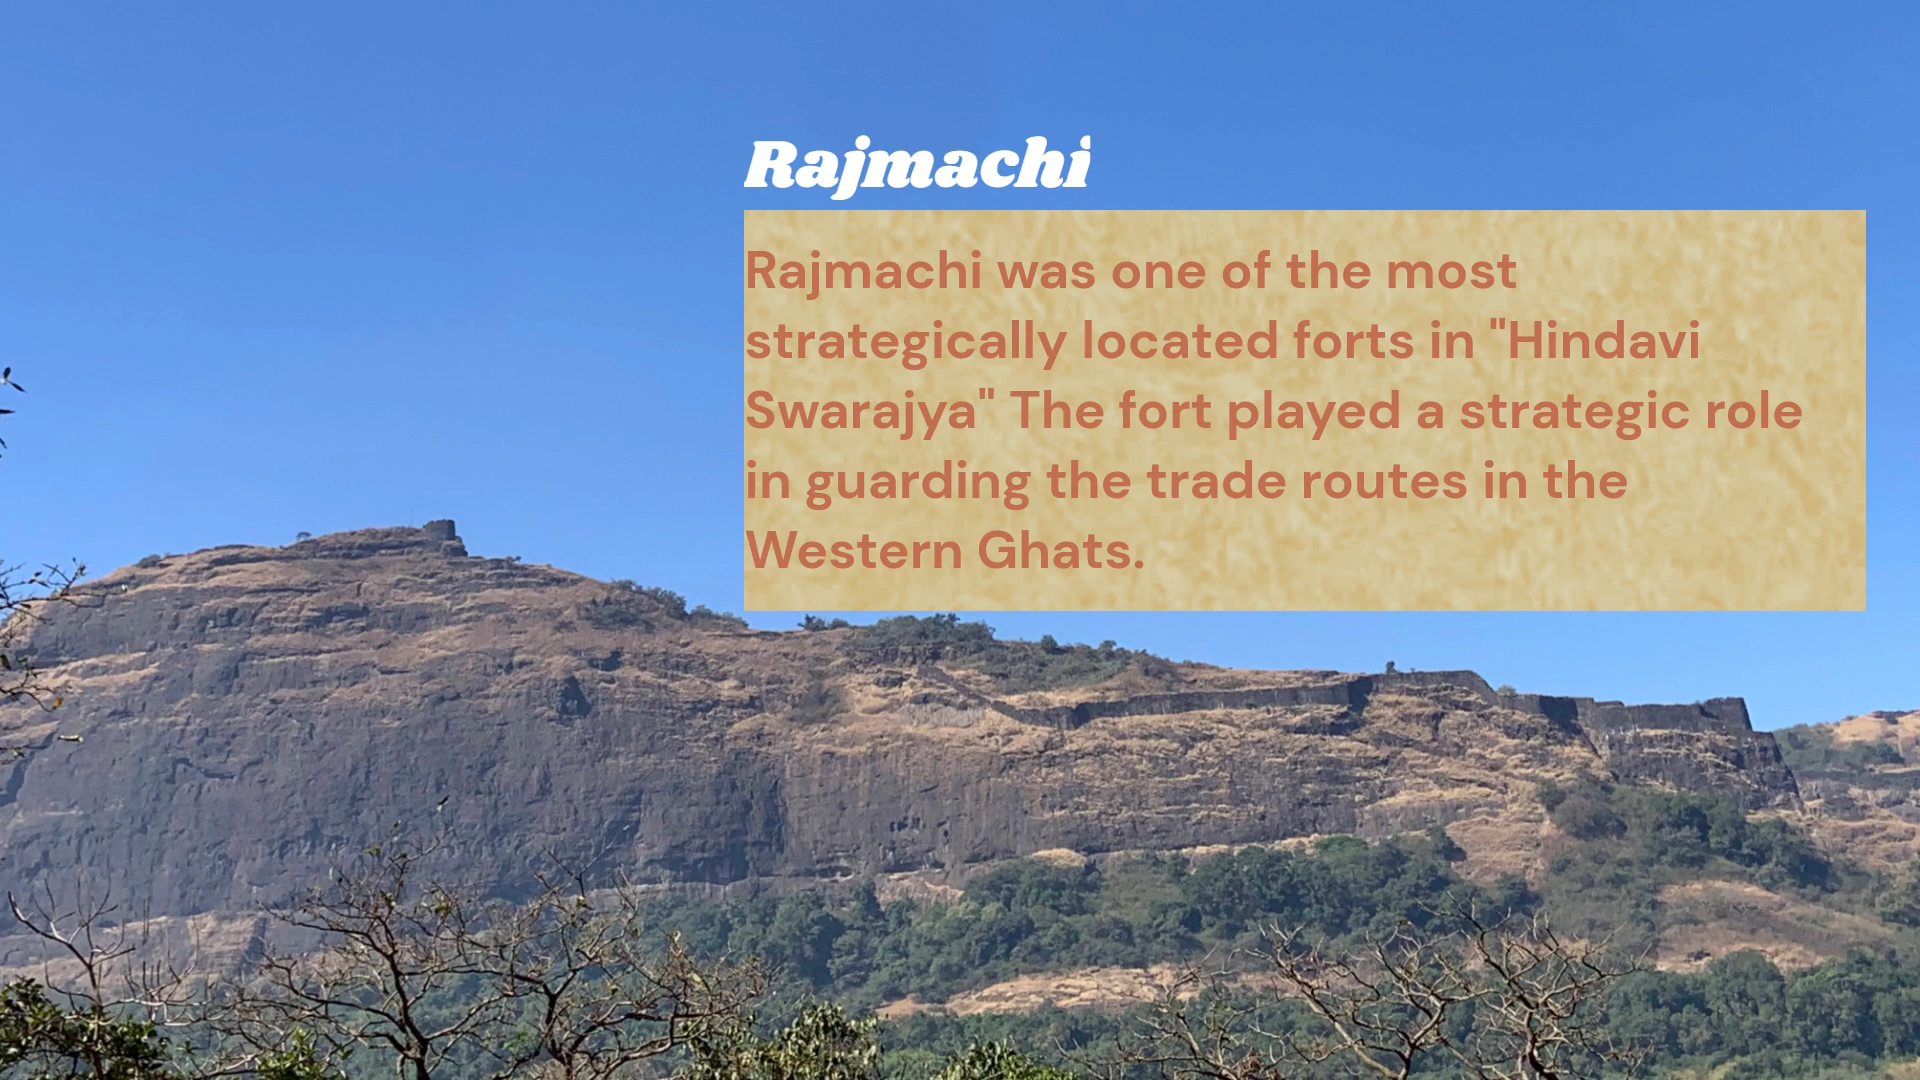 Rajmachi
Rajmachi was one of the most
strategically located forts in "Hindavi
Swarajya" The fort played a strategic role
in guarding the trade routes in the
Western Ghats.